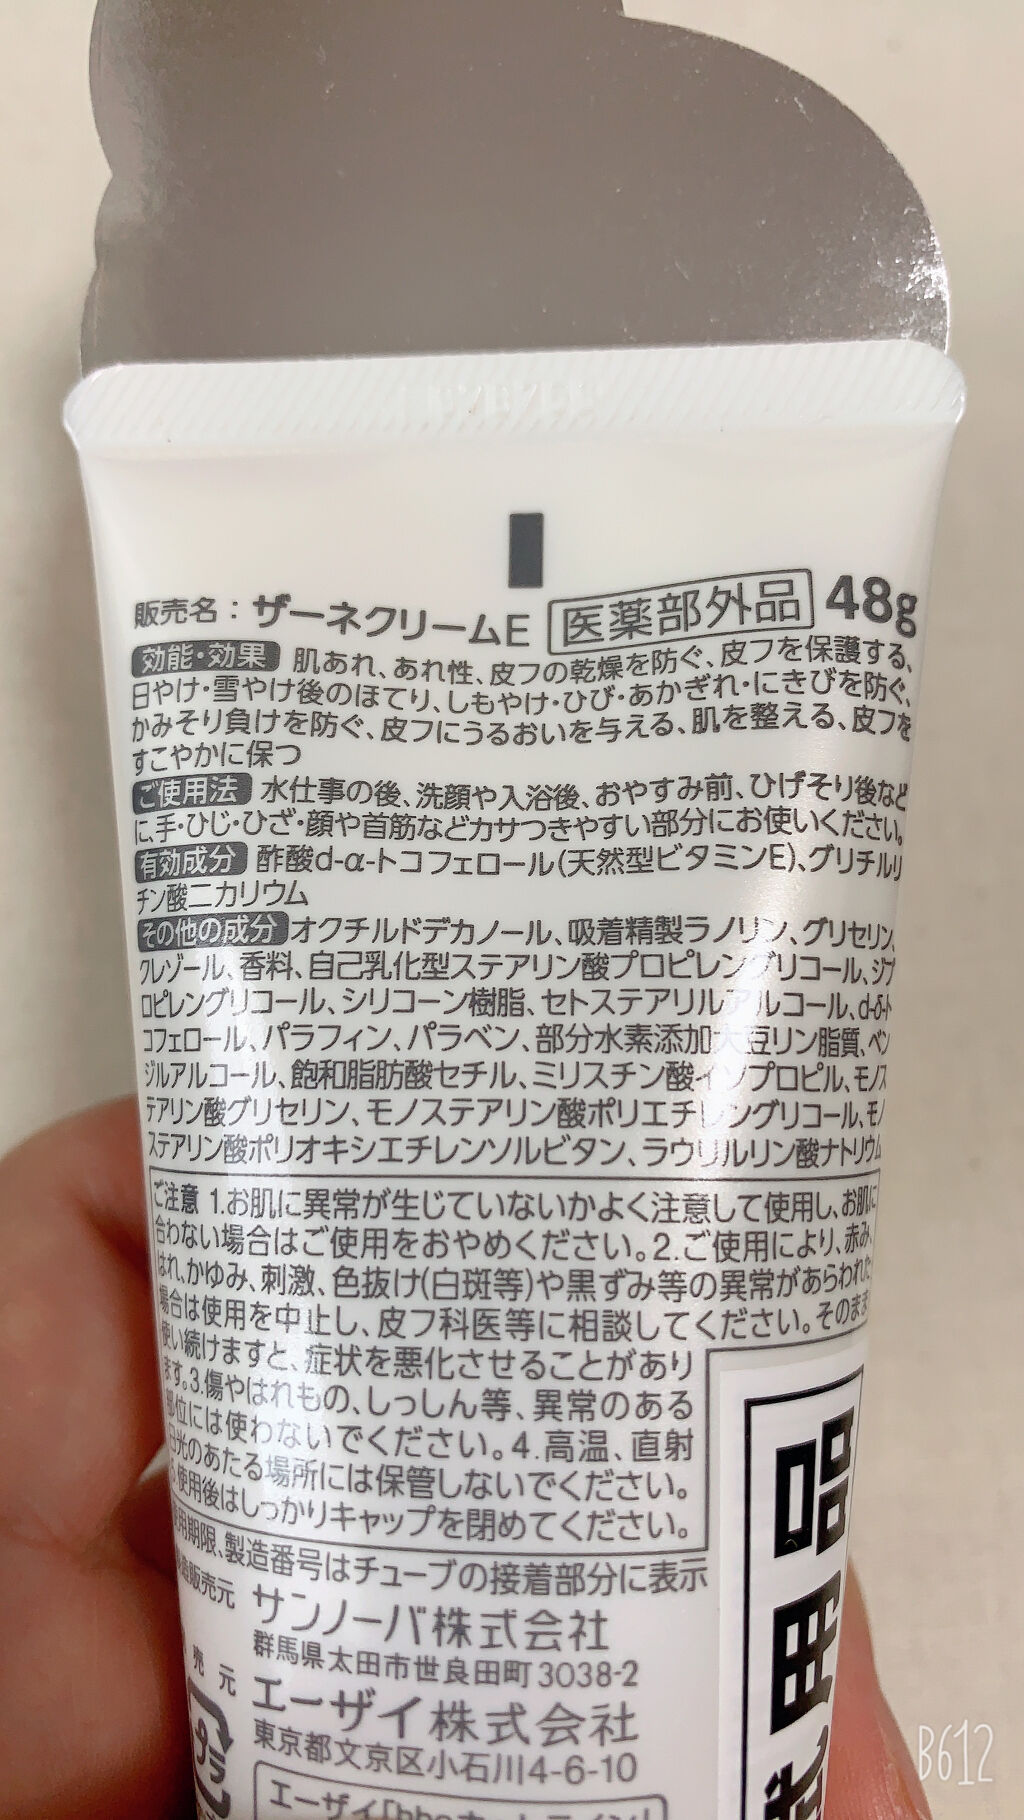 販売名：ザーネクリームE 医薬部外品 48g
効能・効果 肌あれ、あれ性、皮フの乾燥を防ぐ、皮フを保護する、
日やけ・雪やけ後のほてり、しもやけ・ひび・あかぎれ・にきびを防ぐ、
かみそり負けを防ぐ、皮フにうるおいを与える、肌を整える、皮フを
すこやかに保つ
ご使用法 水仕事の後、洗顔や入浴後、おやすみ前、ひげそり後など
に、手・ひじ・ひざ・顔や首筋などカサつきやすい部分にお使いください。
有効成分 酢酸d-α-トコフェロール(天然型ビタミンE)、グリチルリ
チン酸二カリウム
その他の成分 オクチルドデカノール、吸着精製ラノリン、グリセリン、
クレゾール、香料、自己乳化型ステアリン酸プロピレングリコール、ジプ
ロピレングリコール、シリコーン樹脂、セトステアリルアルコール、d-δ-ト
コフェロール、パラフィン、パラベン、部分水素添加大豆リン脂質、ベン
ジルアルコール、飽和脂肪酸セチル、ミリスチン酸イソプロピル、モノス
テアリン酸グリセリン、モノステアリン酸ポリエチレングリコール、モノ
ステアリン酸ポリオキシエチレンソルビタン、ラウリルリン酸ナトリウム
ご注意 1.お肌に異常が生じていないかよく注意して使用し、お肌に
合わない場合はご使用をおやめください。2.ご使用により、赤み、
はれ、かゆみ、刺激、色抜け(白斑等)や黒ずみ等の異常があらわれた
場合は使用を中止し、皮フ科医等に相談してください。そのまま
使い続けますと、症状を悪化させることがあり
ます。3.傷やはれもの、しっしん等、異常のある
部位には使わないでください。4.高温、直射
日光のあたる場所には保管しないでください。
使用後はしっかりキャップを閉めてください。
使用期限、製造番号はチューブの接着部分に表示
販売元 サンノーバ株式会社
群馬県太田市世良田町3038-2
売元 エーザイ株式会社
東京都文京区小石川4-6-10
プラ
エーザイ「hhcホットライン」
品用
B612